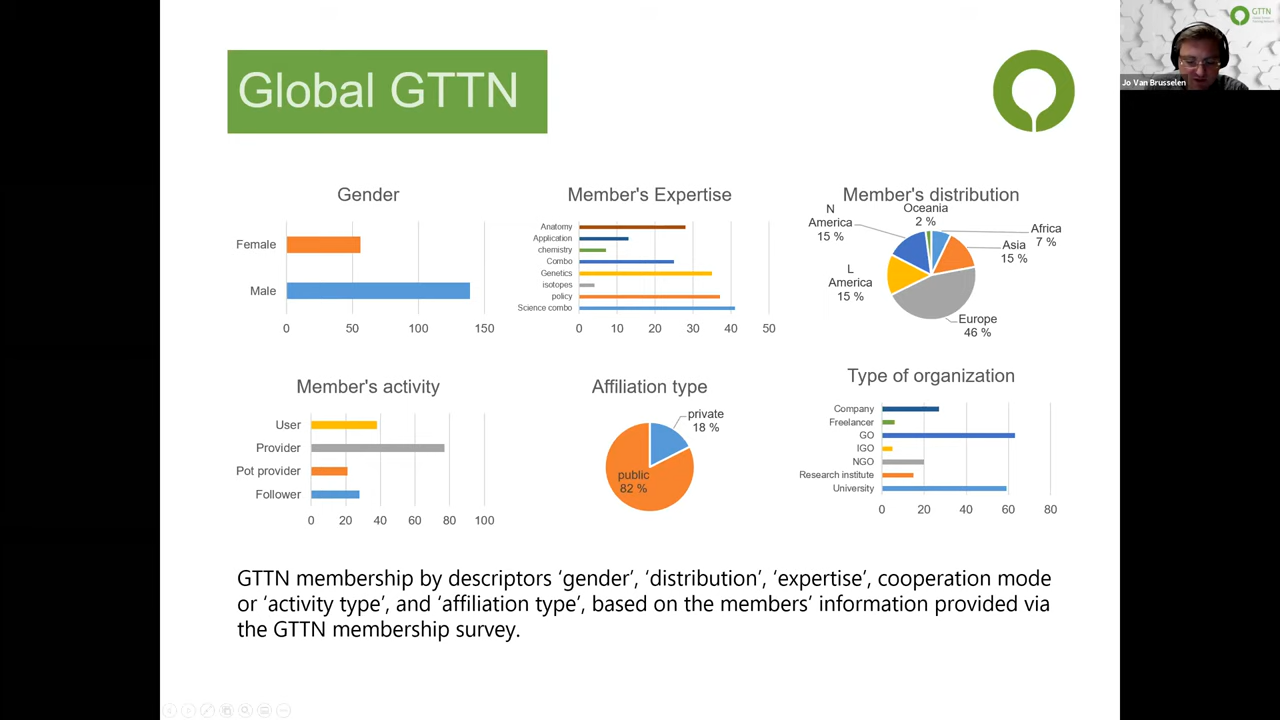 GTTN
Jo Van Brusselen
Global GTTN
Gender
Female
Male
0 50 100 150
Member's Expertise
Anatomy
Application
chemistry
Combo
Genetics
isotopes
policy
Science combo
0 10 20 30 40 50
Member's distribution
N
America
15 %
Oceania
2 %
Africa
7 %
Asia
15 %
L
America
15 %
Europe
46 %
Member's activity
User
Provider
Pot provider
Follower
0 20 40 60 80 100
Affiliation type
private
18 %
public
82 %
Type of organization
Company
Freelancer
GO
IGO
NGO
Research institute
University
0 20 40 60 80
GTTN membership by descriptors ‘gender’, ‘distribution’, ‘expertise’, cooperation mode
or ‘activity type’, and ‘affiliation type’, based on the members’ information provided via
the GTTN membership survey.